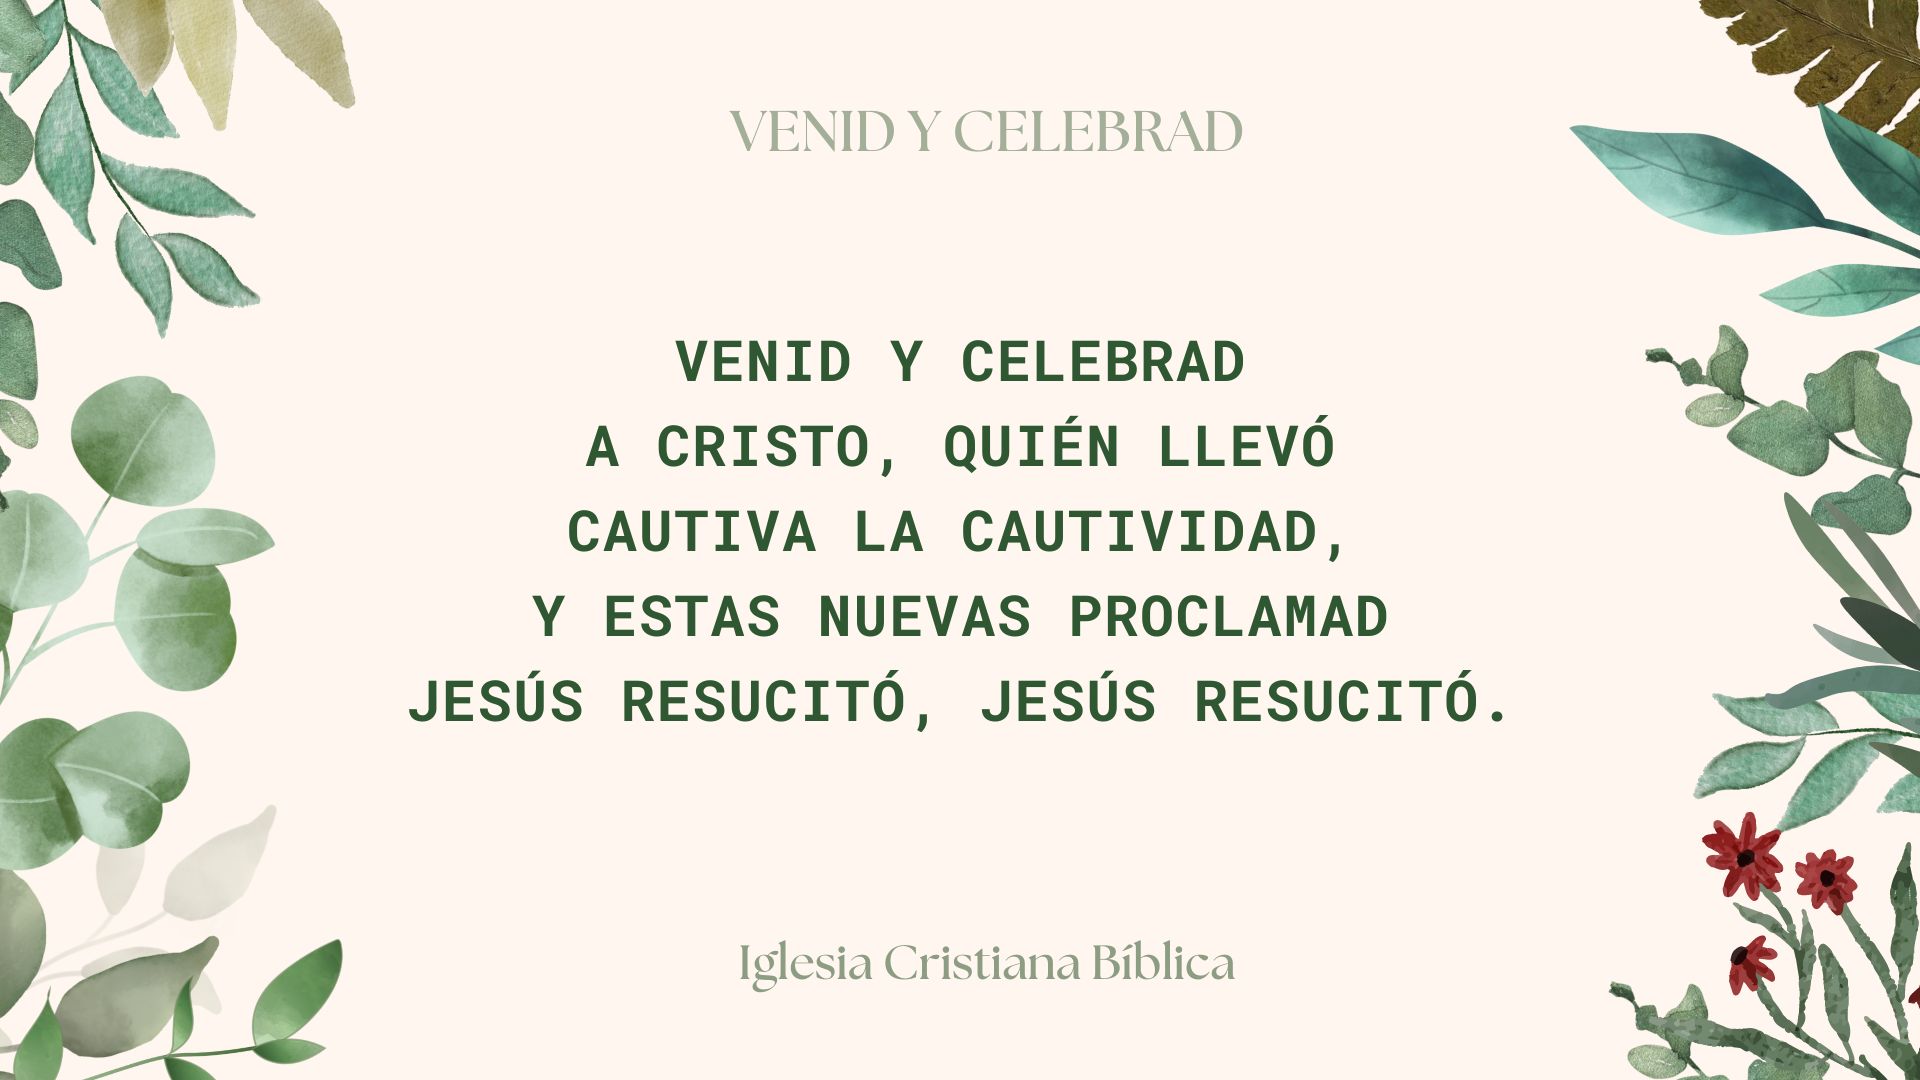 VENID Y CELEBRAD
VENID Y CELEBRAD
A CRISTO, QUIÉN LLEVÓ
CAUTIVA LA CAUTIVIDAD,
Y ESTAS NUEVAS PROCLAMAD
JESÚS RESUCITÓ, JESÚS RESUCITÓ.
Iglesia Cristiana Bíblica